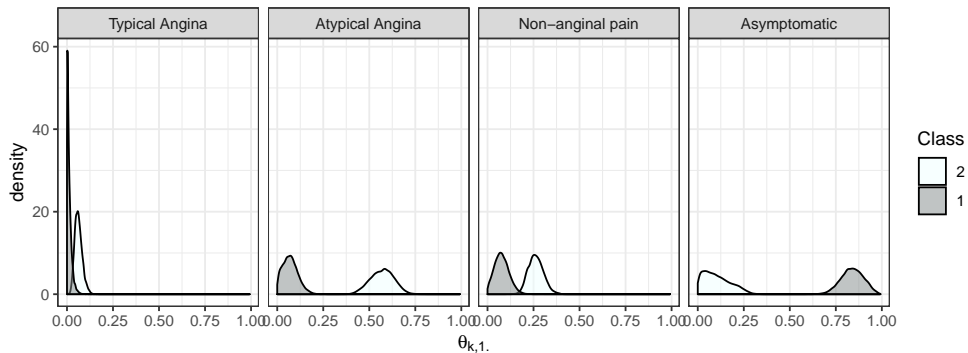 Typical Angina Atypical Angina Non−anginal pain Asymptomatic
60
40
20
0
density
0.00 0.25 0.50 0.75 1.00 0.00 0.25 0.50 0.75 1.00 0.00 0.25 0.50 0.75 1.00 0.00 0.25 0.50 0.75 1.00
θk,1.
Class
2
1